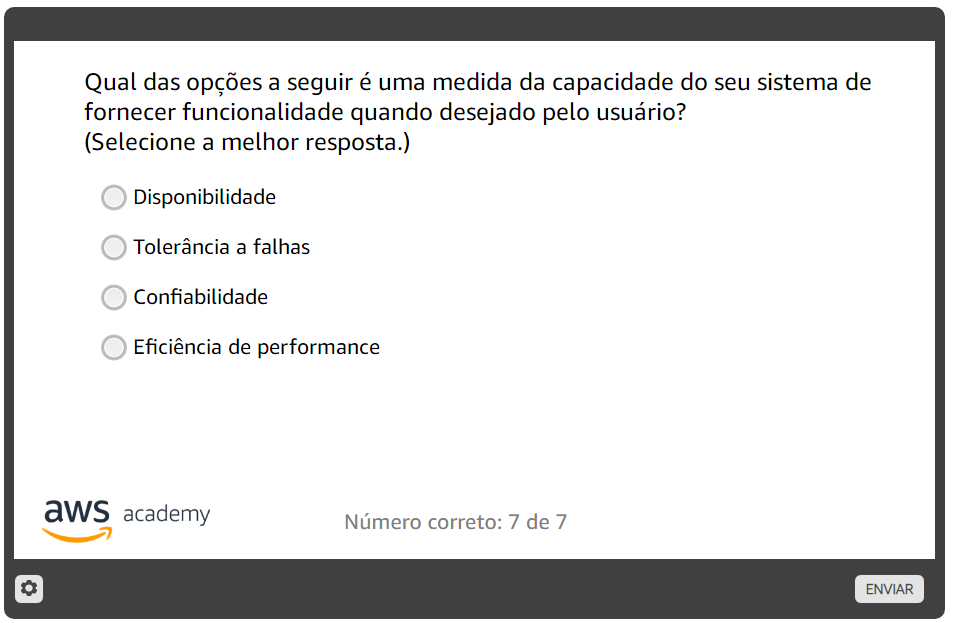 Qual das opções a seguir é uma medida da capacidade do seu sistema de
fornecer funcionalidade quando desejado pelo usuário?
(Selecione a melhor resposta.)
Disponibilidade
Tolerância a falhas
Confiabilidade
Eficiência de performance
aws academy
Número correto: 7 de 7
ENVIAR